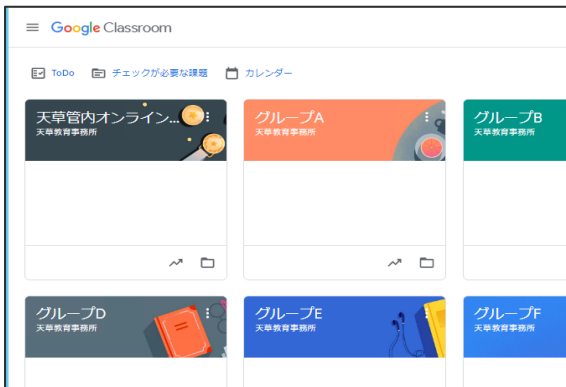 Google Classroom
ToDo チェックが必要な課題 カレンダー
天草管内オンライン...
天草教育事務所
グループA
天草教育事務所
グループB
天草教育事務所
グループD
天草教育事務所
グループE
天草教育事務所
グループF
天草教育事務所